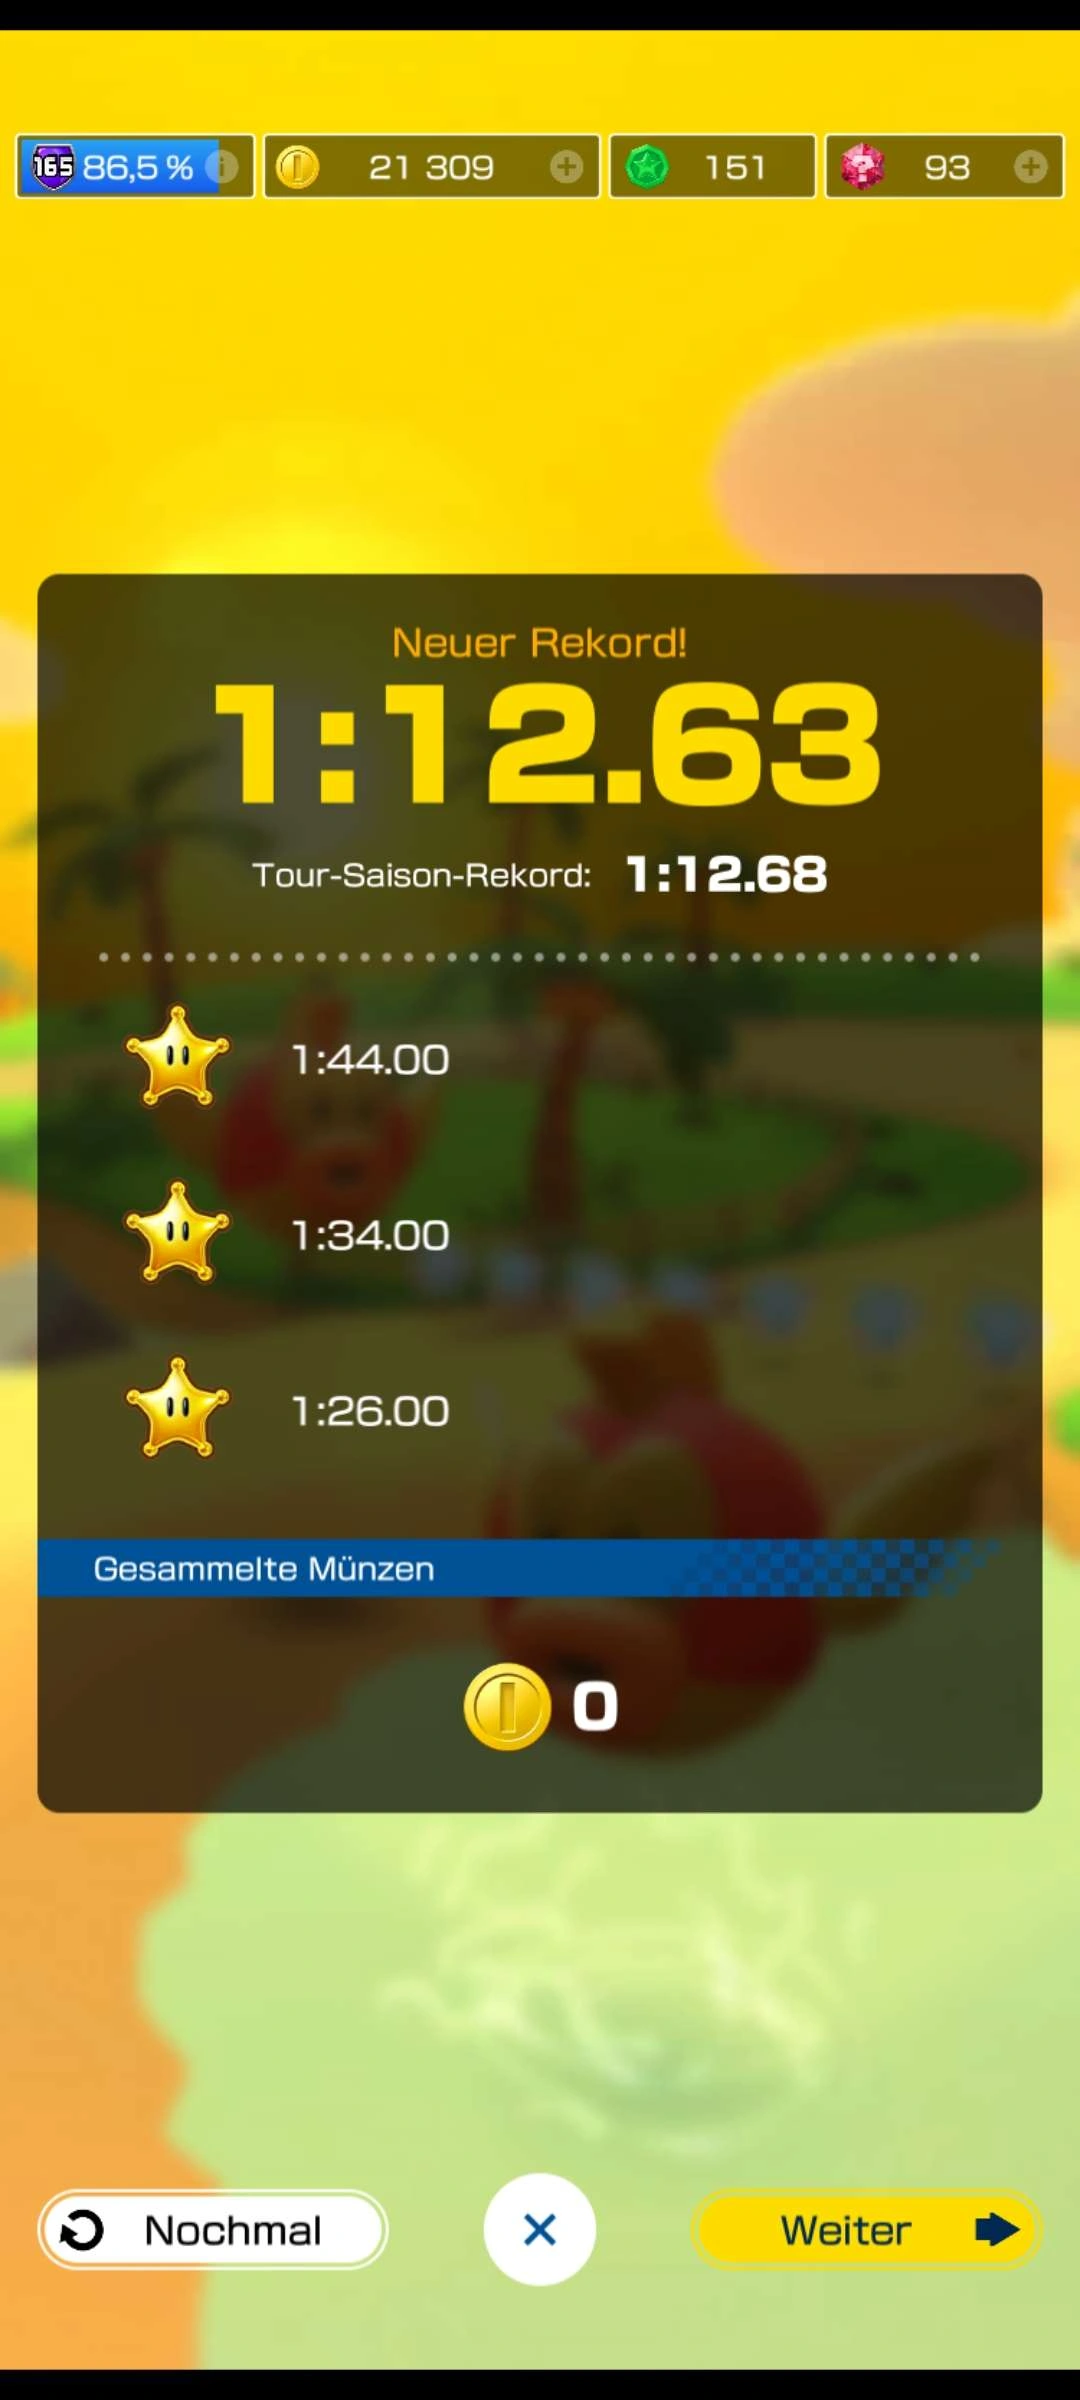 165 86,5 % i 21 309 + 151 ? 93 +
Neuer Rekord!
1:12.63
Tour-Saison-Rekord: 1:12.68
1:44.00
1:34.00
1:26.00
Gesammelte Münzen
0
Nochmal × Weiter